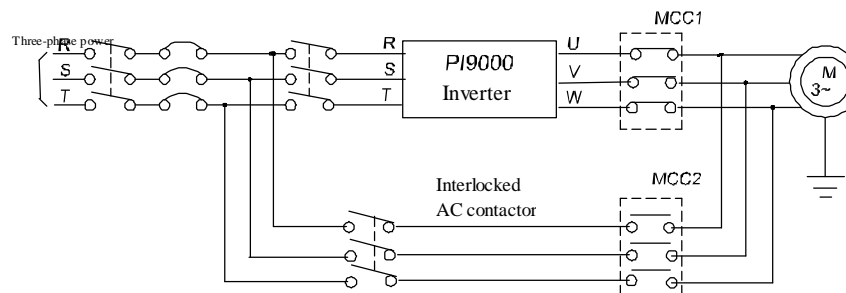 MCC1
Three-phase power
R
R
U
S
S
V
T
T
W
PI9000
Inverter
M
3~
Interlocked
AC contactor
MCC2